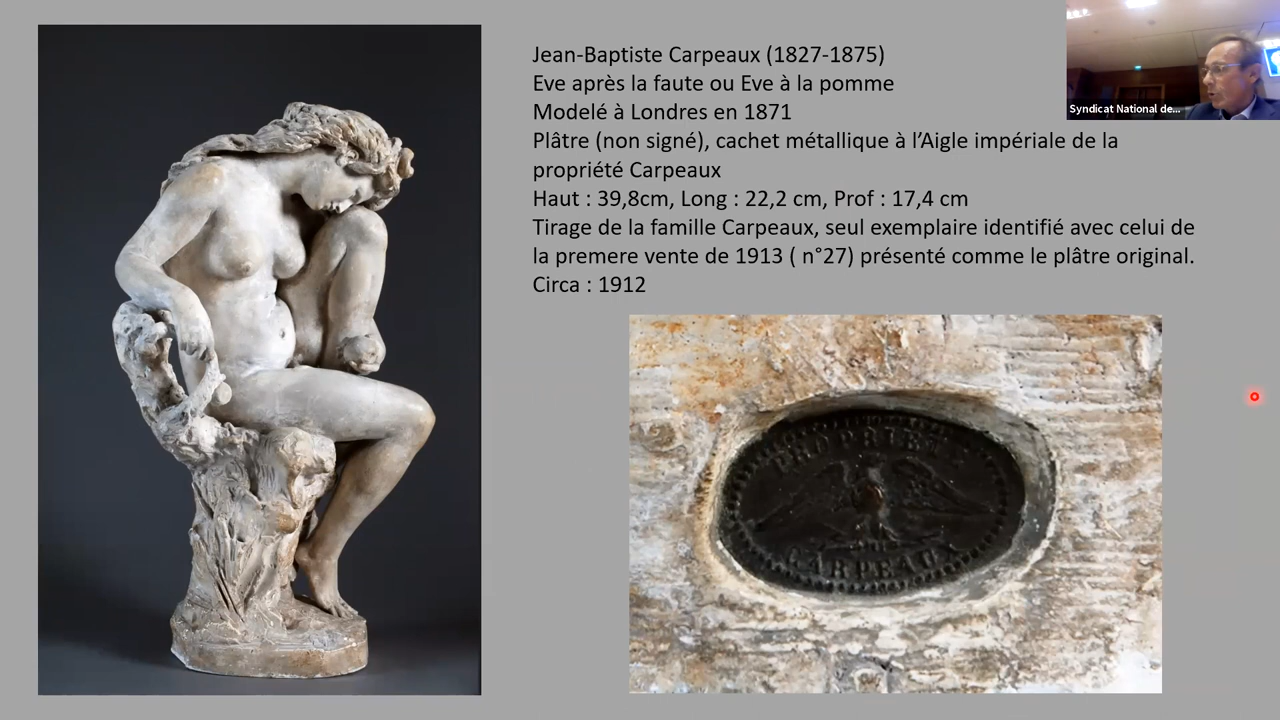 Jean-Baptiste Carpeaux (1827-1875)
Eve après la faute ou Eve à la pomme
Modelé à Londres en 1871
Plâtre (non signé), cachet métallique à l’Aigle impériale de la
propriété Carpeaux
Haut : 39,8cm, Long : 22,2 cm, Prof : 17,4 cm
Tirage de la famille Carpeaux, seul exemplaire identifié avec celui de
la premere vente de 1913 ( n°27) présenté comme le plâtre original.
Circa : 1912
Syndicat National de...
PROPRIETE
CARPEAUX